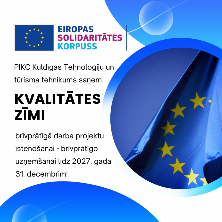 EIROPAS
SOLIDARITĀTES
KORPUSS
PIKC Kuldīgas Tehnoloģiju un
tūrisma tehnikums saņem
KVALITĀTES
ZĪMI
brīvprātīgā darba projektu
īstenošanai - brīvprātīgo
uzņemšanai līdz 2027. gada
31. decembrim!